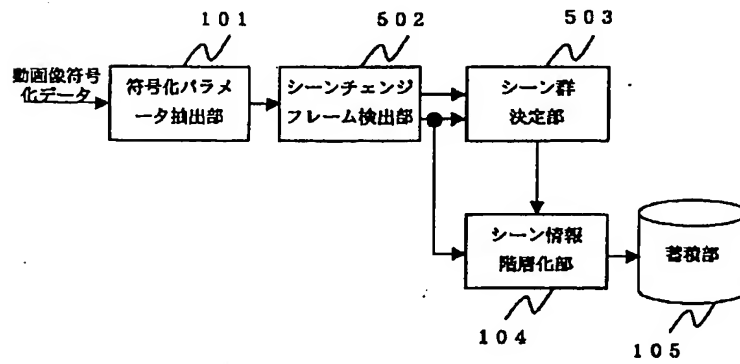 101
502
503
動画像符号
化データ
符号化パラメ
ータ抽出部
シーンチェンジ
フレーム検出部
シーン群
決定部
シーン情報
階層化部
蓄積部
104
105